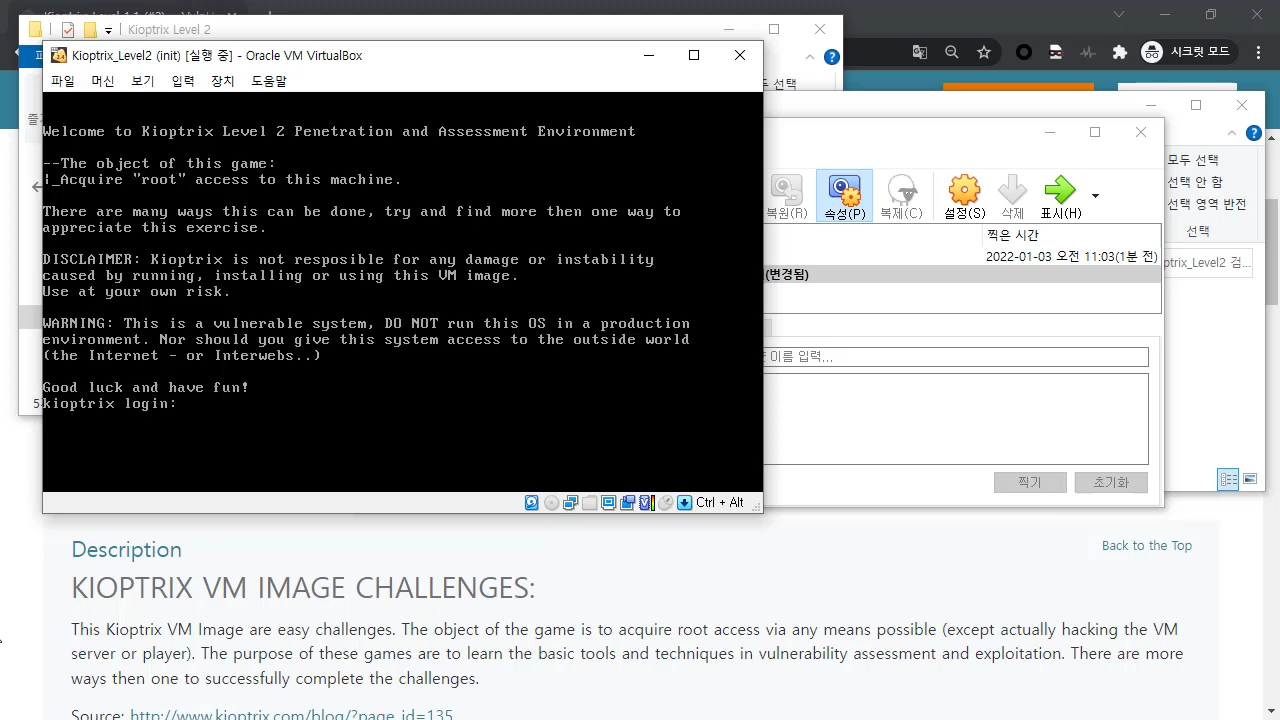 Kioptrix Level 2
Kioptrix_Level2 (init) [실행 중] - Oracle VM VirtualBox
시크릿 모드
파일 머신 보기 입력 장치 도움말
선택
Welcome to Kioptrix Level 2 Penetration and Assessment Environment
--The object of this game:
|_Acquire "root" access to this machine.
There are many ways this can be done, try and find more then one way to
appreciate this exercise.
DISCLAIMER: Kioptrix is not resposible for any damage or instability
caused by running, installing or using this VM image.
Use at your own risk.
WARNING: This is a vulnerable system, DO NOT run this OS in a production
environment. Nor should you give this system access to the outside world
(the Internet - or Interwebs..)
Good luck and have fun!
kioptrix login:
Ctrl + Alt
복원(R) 속성(P) 복제(C) 설정(S) 삭제 표시(H)
찍은 시간
2022-01-03 오전 11:03(1분 전)
(변경됨)
이름 입력...
찍기 초기화
모두 선택
선택 안 함
선택 영역 반전
선택
ptrix_Level2 검...
Description
Back to the Top
KIOPTRIX VM IMAGE CHALLENGES:
This Kioptrix VM Image are easy challenges. The object of the game is to acquire root access via any means possible (except actually hacking the VM
server or player). The purpose of these games are to learn the basic tools and techniques in vulnerability assessment and exploitation. There are more
ways then one to successfully complete the challenges.
Source: http://www.kioptrix.com/blog/?page_id=135